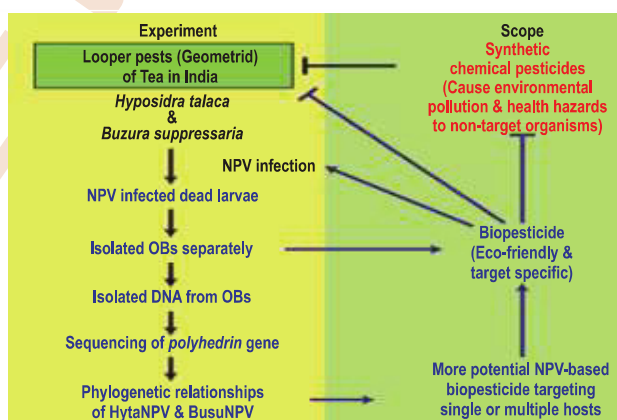 Experiment
Looper pests (Geometrid)
of Tea in India
Hyposidra talaca
&
Buzura suppressaria
NPV infection
NPV infected dead larvae
Isolated OBs separately
Isolated DNA from OBs
Sequencing of polyhedrin gene
Phylogenetic relationships
of HytaNPV & BusuNPV
Scope
Synthetic
chemical pesticides
(Cause environmental
pollution & health hazards
to non-target organisms)
Biopesticide
(Eco-friendly &
target specific)
More potential NPV-based
biopesticide targeting
single or multiple hosts